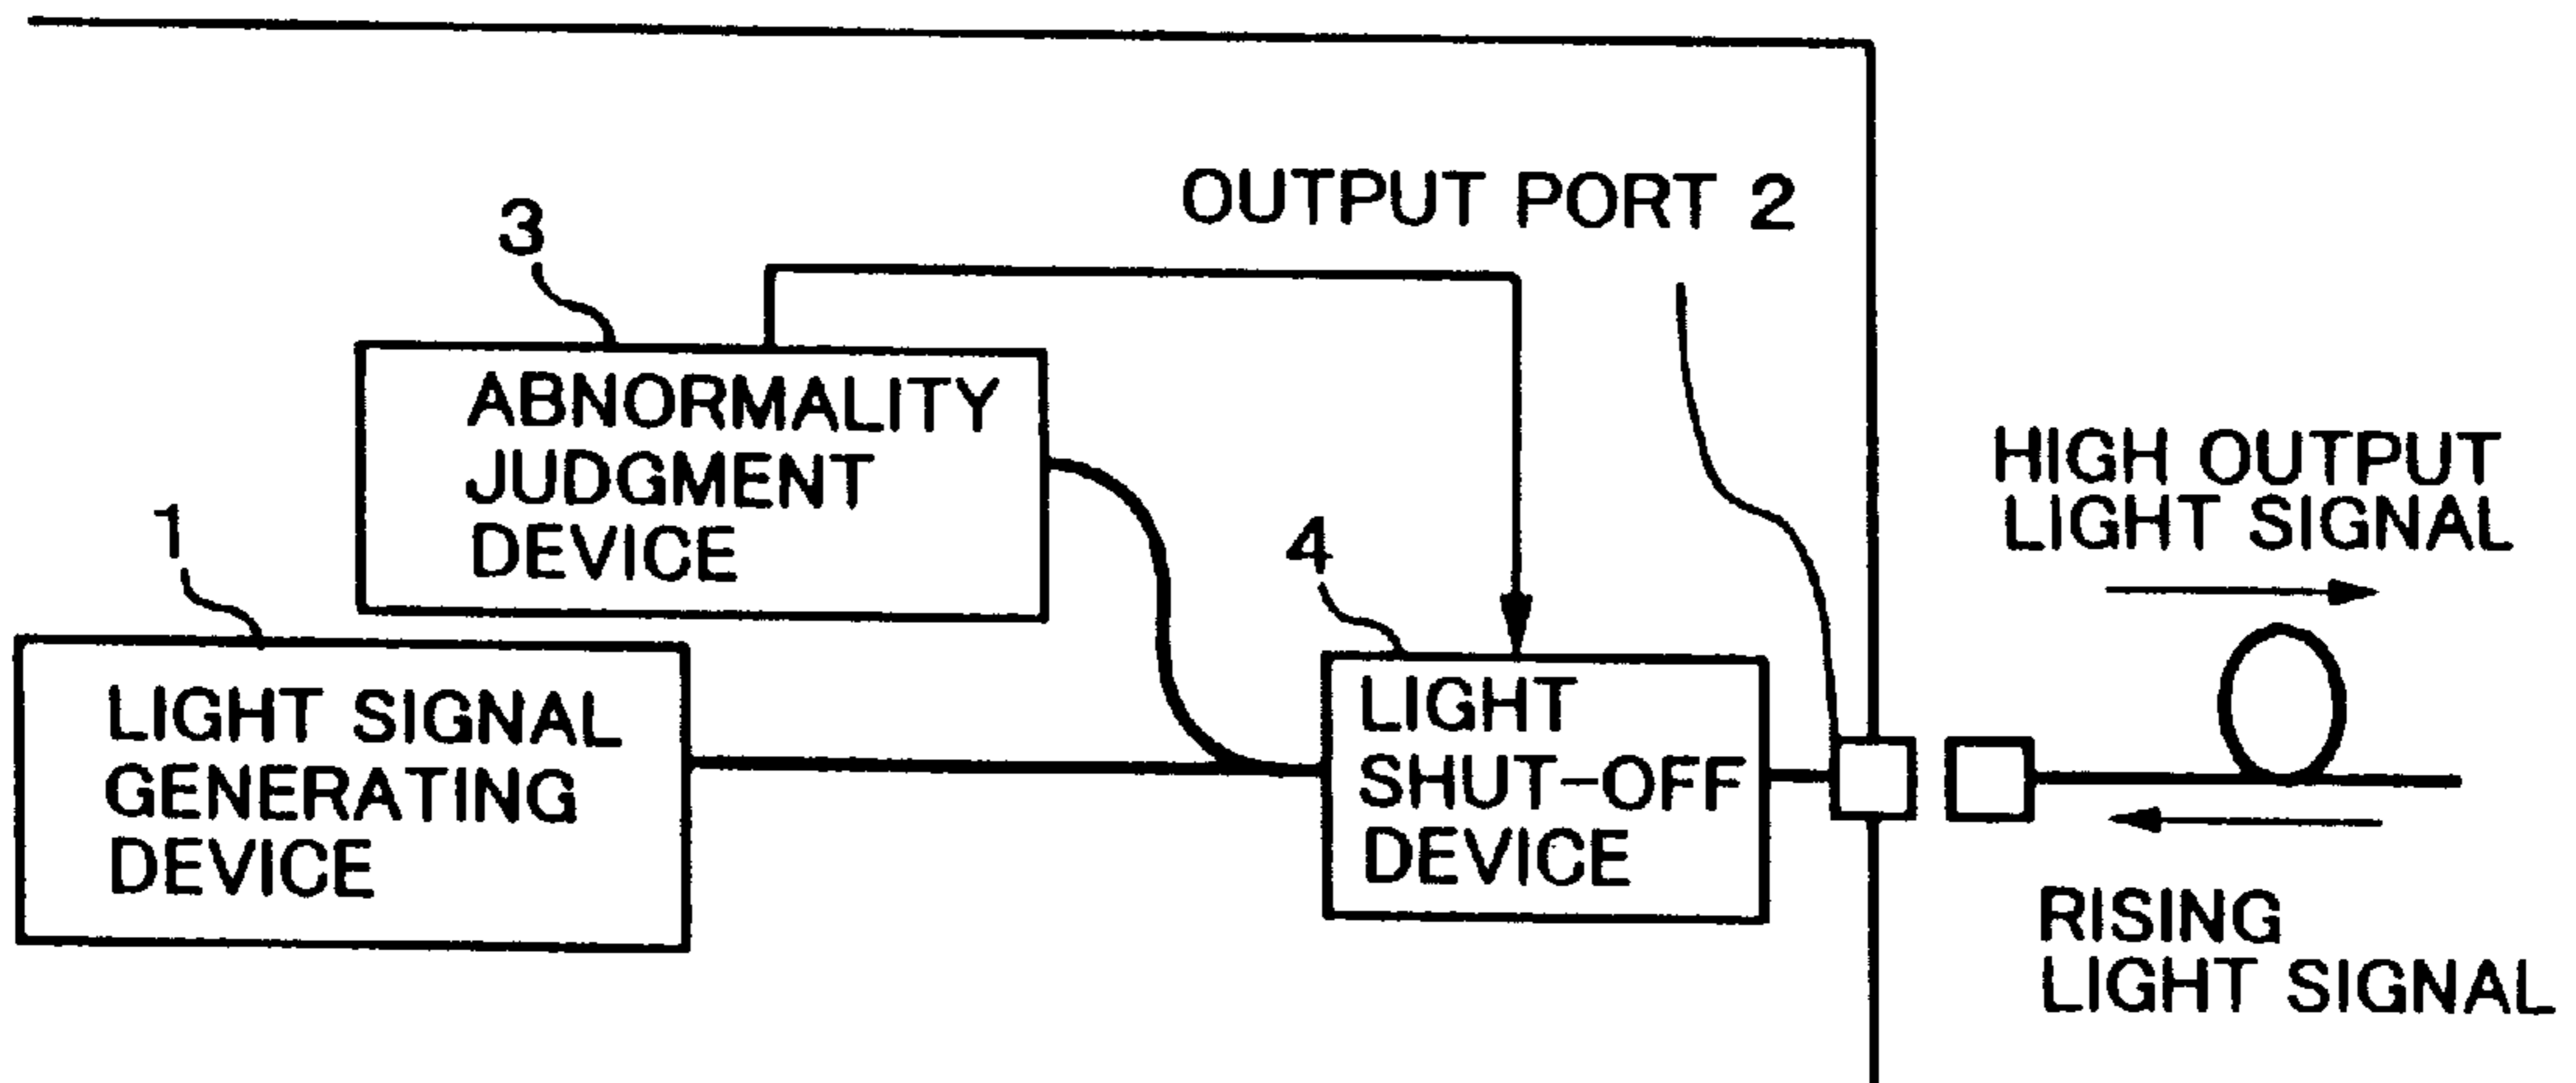 OUTPUT PORT 2
3
ABNORMALITY
JUDGMENT
DEVICE
1
LIGHT SIGNAL
GENERATING
DEVICE
4
LIGHT
SHUT-OFF
DEVICE
HIGH OUTPUT
LIGHT SIGNAL
RISING
LIGHT SIGNAL